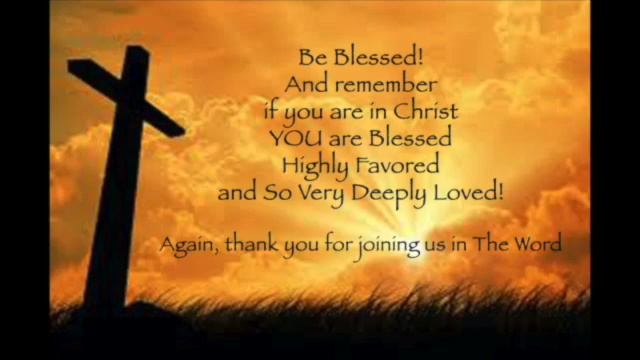 Be Blessed!
And remember
if you are in Christ
YOU are Blessed
Highly Favored
and So Very Deeply Loved!
Again, thank you for joining us in The Word